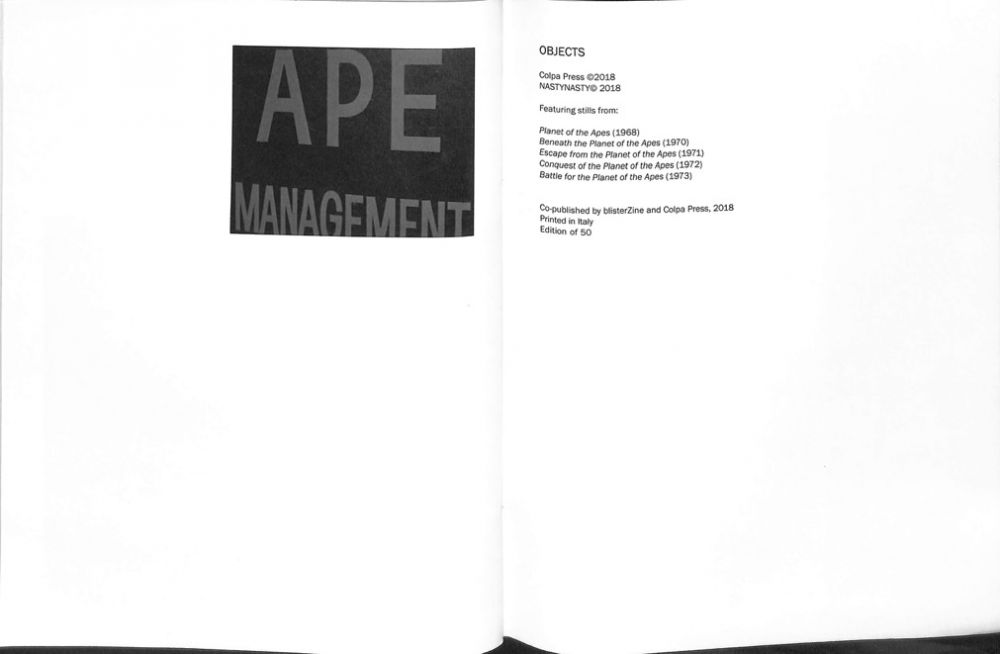 APE
MANAGEMENT
OBJECTS
Colpa Press ©2018
NASTYNASTY© 2018
Featuring stills from:
Planet of the Apes (1968)
Beneath the Planet of the Apes (1970)
Escape from the Planet of the Apes (1971)
Conquest of the Planet of the Apes (1972)
Battle for the Planet of the Apes (1973)
Co-published by blisterZine and Colpa Press, 2018
Printed in Italy
Edition of 50